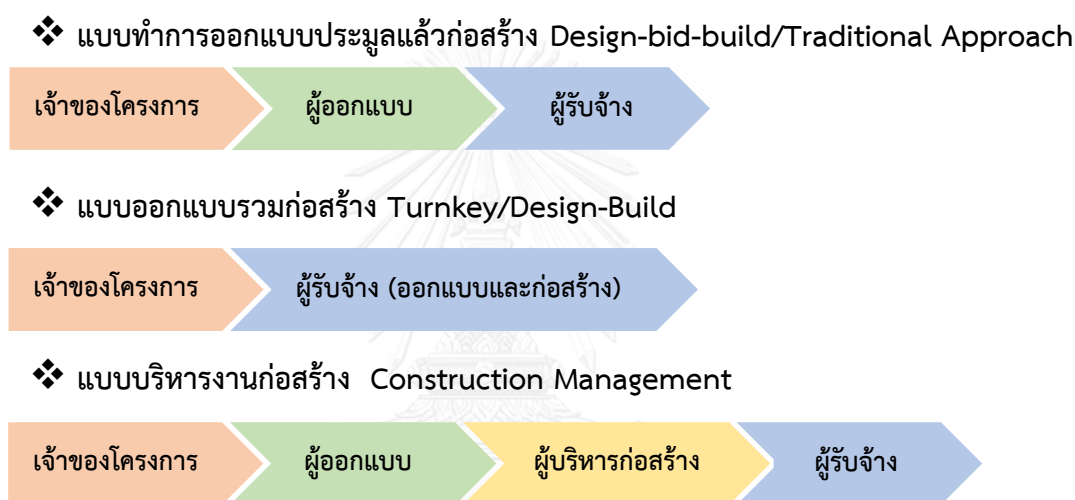 ❖ แบบทำการออกแบบประมูลแล้วก่อสร้าง Design-bid-build/Traditional Approach
เจ้าของโครงการ ผู้ออกแบบ ผู้รับจ้าง
❖ แบบออกแบบรวมก่อสร้าง Turnkey/Design-Build
เจ้าของโครงการ ผู้รับจ้าง (ออกแบบและก่อสร้าง)
❖ แบบบริหารงานก่อสร้าง Construction Management
เจ้าของโครงการ ผู้ออกแบบ ผู้บริหารก่อสร้าง ผู้รับจ้าง